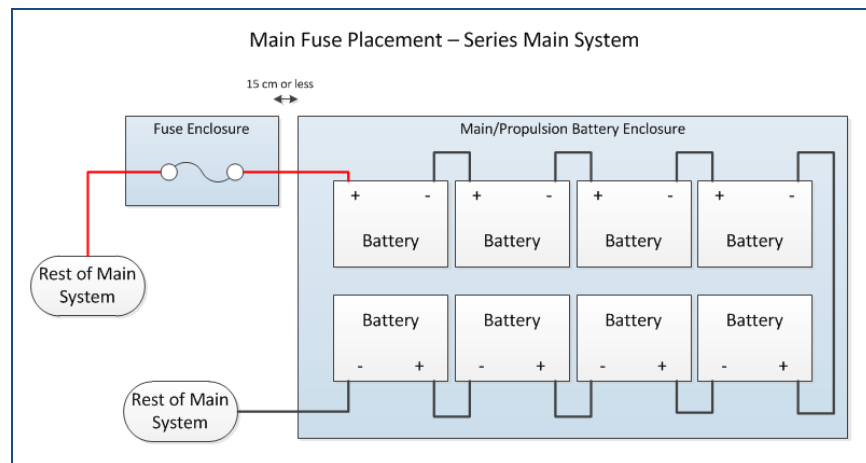 Main Fuse Placement – Series Main System
15 cm or less
Fuse Enclosure
Main/Propulsion Battery Enclosure
+ - + - + - + -
Battery Battery Battery Battery
Rest of Main
System
Battery Battery Battery Battery
- + - + - + - +
Rest of Main
System